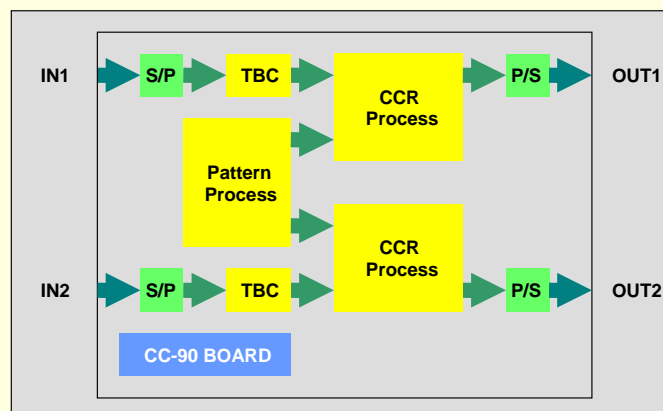 IN1
S/P
TBC
CCR
Process
P/S
OUT1
Pattern
Process
IN2
S/P
TBC
CCR
Process
P/S
OUT2
CC-90 BOARD